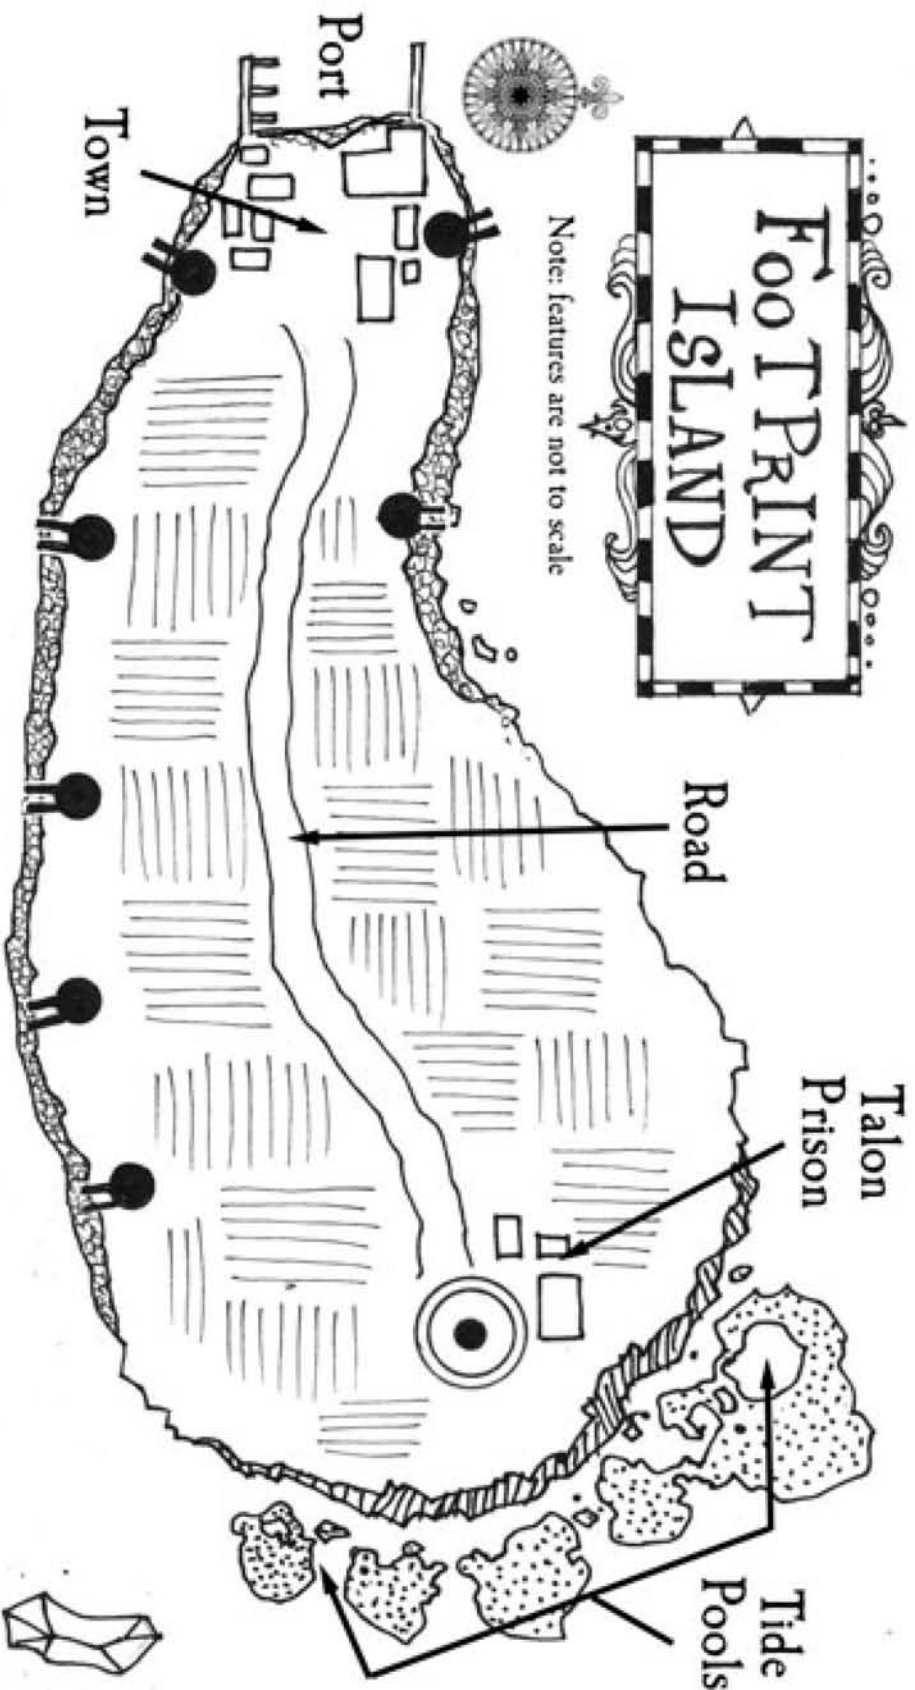 FOOTPRINT
ISLAND
Note: features are not to scale
Port
Town
Road
Talon
Prison
Tide
Pools